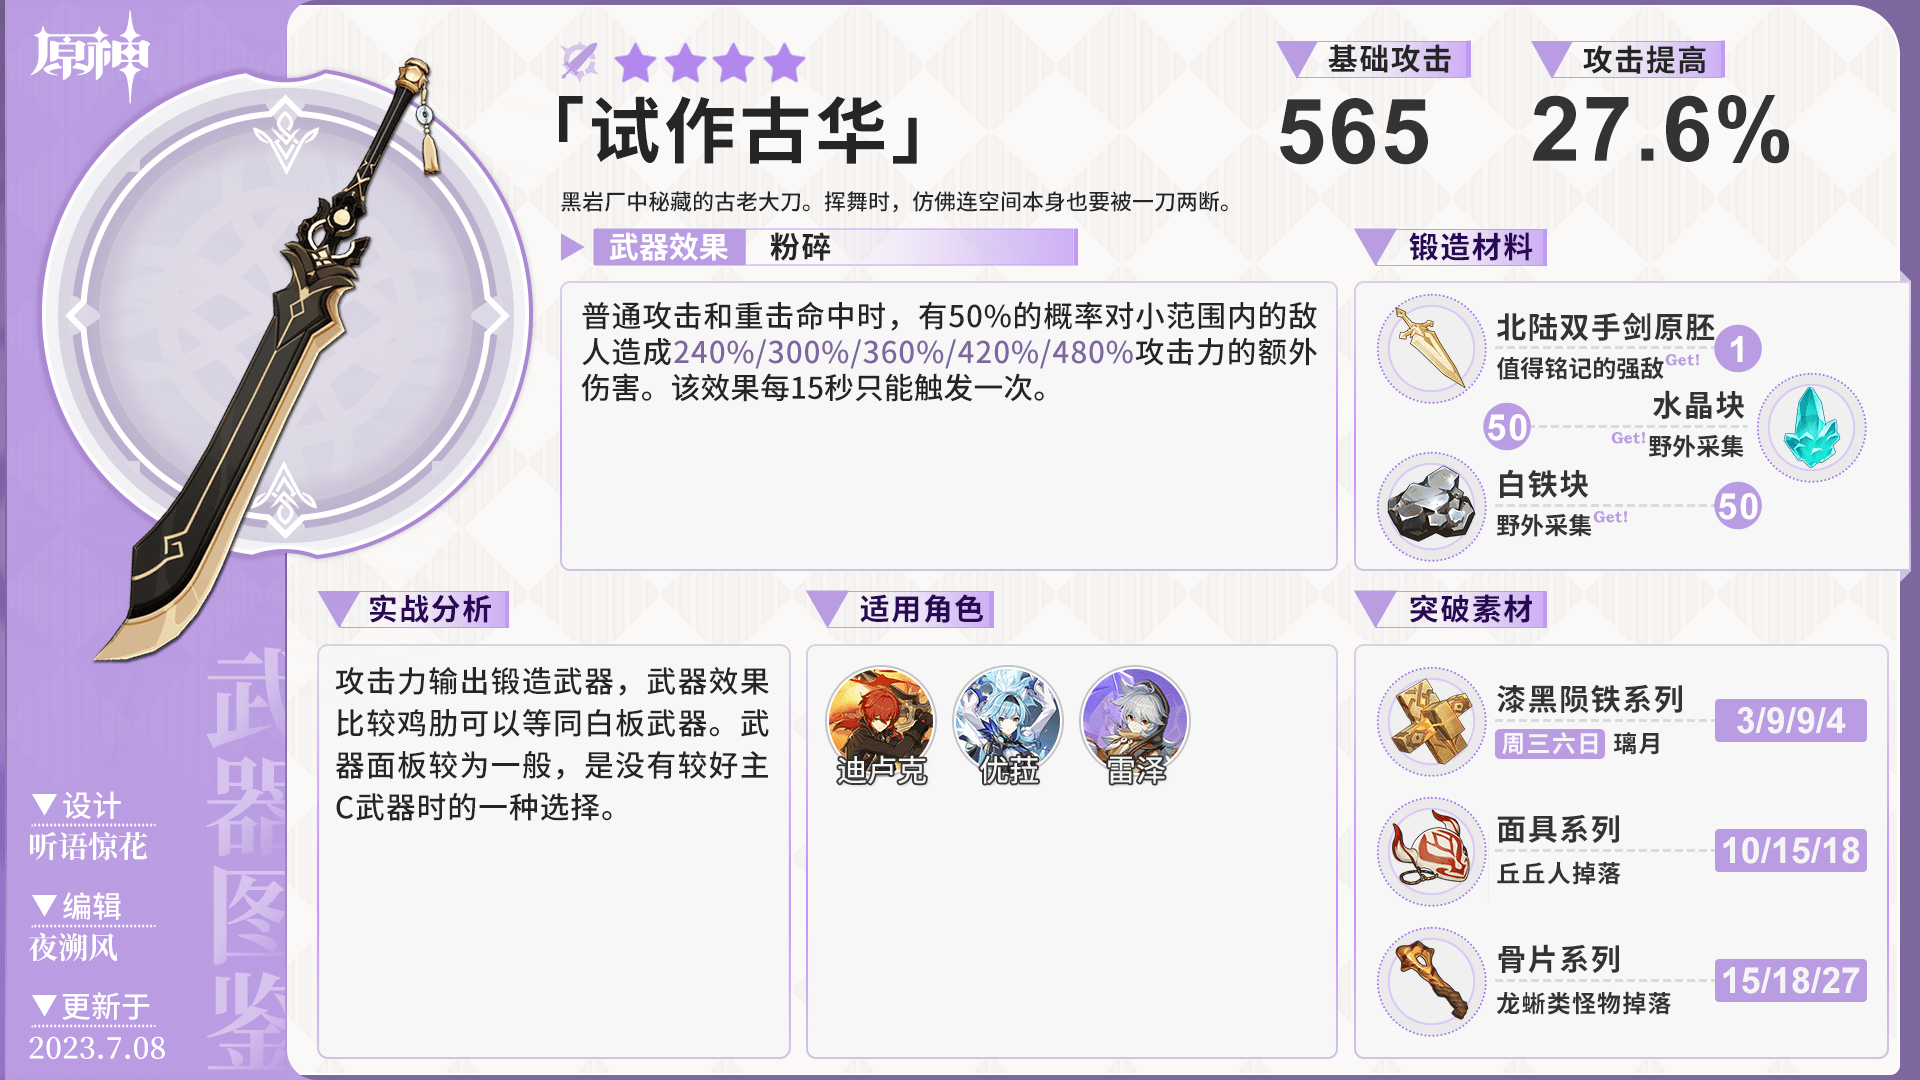 原神
「试作古华」
黑岩厂中秘藏的古老大刀。挥舞时，仿佛连空间本身也要被一刀两断。
基础攻击
565
攻击提高
27.6%
武器效果 粉碎
普通攻击和重击命中时，有50%的概率对小范围内的敌
人造成240%/300%/360%/420%/480%攻击力的额外
伤害。该效果每15秒只能触发一次。
锻造材料
北陆双手剑原胚 1
值得铭记的强敌Get!
水晶块
50
Get!野外采集
白铁块
50
野外采集Get!
实战分析
攻击力输出锻造武器，武器效果
比较鸡肋可以等同白板武器。武
器面板较为一般，是没有较好主
C武器时的一种选择。
适用角色
迪卢克 优菈 雷泽
突破素材
漆黑陨铁系列
3/9/9/4
周三六日 璃月
面具系列
10/15/18
丘丘人掉落
骨片系列
15/18/27
龙蜥类怪物掉落
武器图鉴
▼设计
听语惊花
▼编辑
夜溯风
▼更新于
2023.7.08